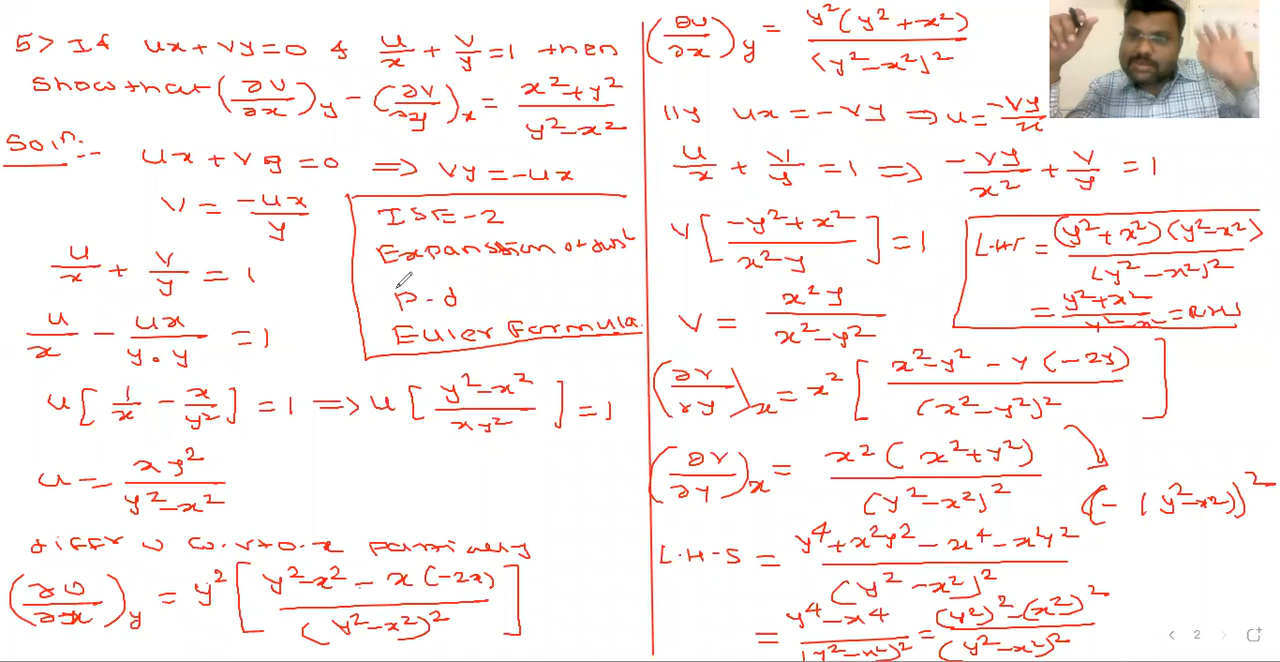 5> If ux + vy = 0 & u/x + v/y = 1 then
Show that (∂U/∂x)y - (∂V/∂y)x = x²+y² / y²-x²
Soln:- ux + vy = 0 ⇒ vy = -ux
v = -ux/y
u/x + v/y = 1
u/x - ux/y.y = 1
u[1/x - x/y²] = 1 ⇒ u[y²-x² / xy²] = 1
u = xy² / y²-x²
diff u w.r.to.x partially
(∂u/∂x)y = y²[y²-x² - x(-2x) / (y²-x²)²]
ISE-2
Expanstion of funⁿ
P-d
Euler Formula.
(∂u/∂x)y = y²(y²+x²) / (y²-x²)²
llly ux = -vy ⇒ u = -vy/x
u/x + v/y = 1 ⇒ -vy/x² + v/y = 1
v[-y²+x² / x²y] = 1
v = x²y / x²-y²
L.H.S = (y²+x²)(y²-x²) / (y²-x²)²
= y²+x² / y²-x² = RHS
(∂v/∂y)x = x²[x²-y² - y(-2y) / (x²-y²)²]
(∂v/∂y)x = x²(x²+y²) / (y²-x²)²
(-(y²-x²))²
L.H.S = y⁴+x²y²-x⁴-x²y² / (y²-x²)²
= y⁴-x⁴ / (y²-x²)² = (y²)²-(x²)² / (y²-x²)²
2